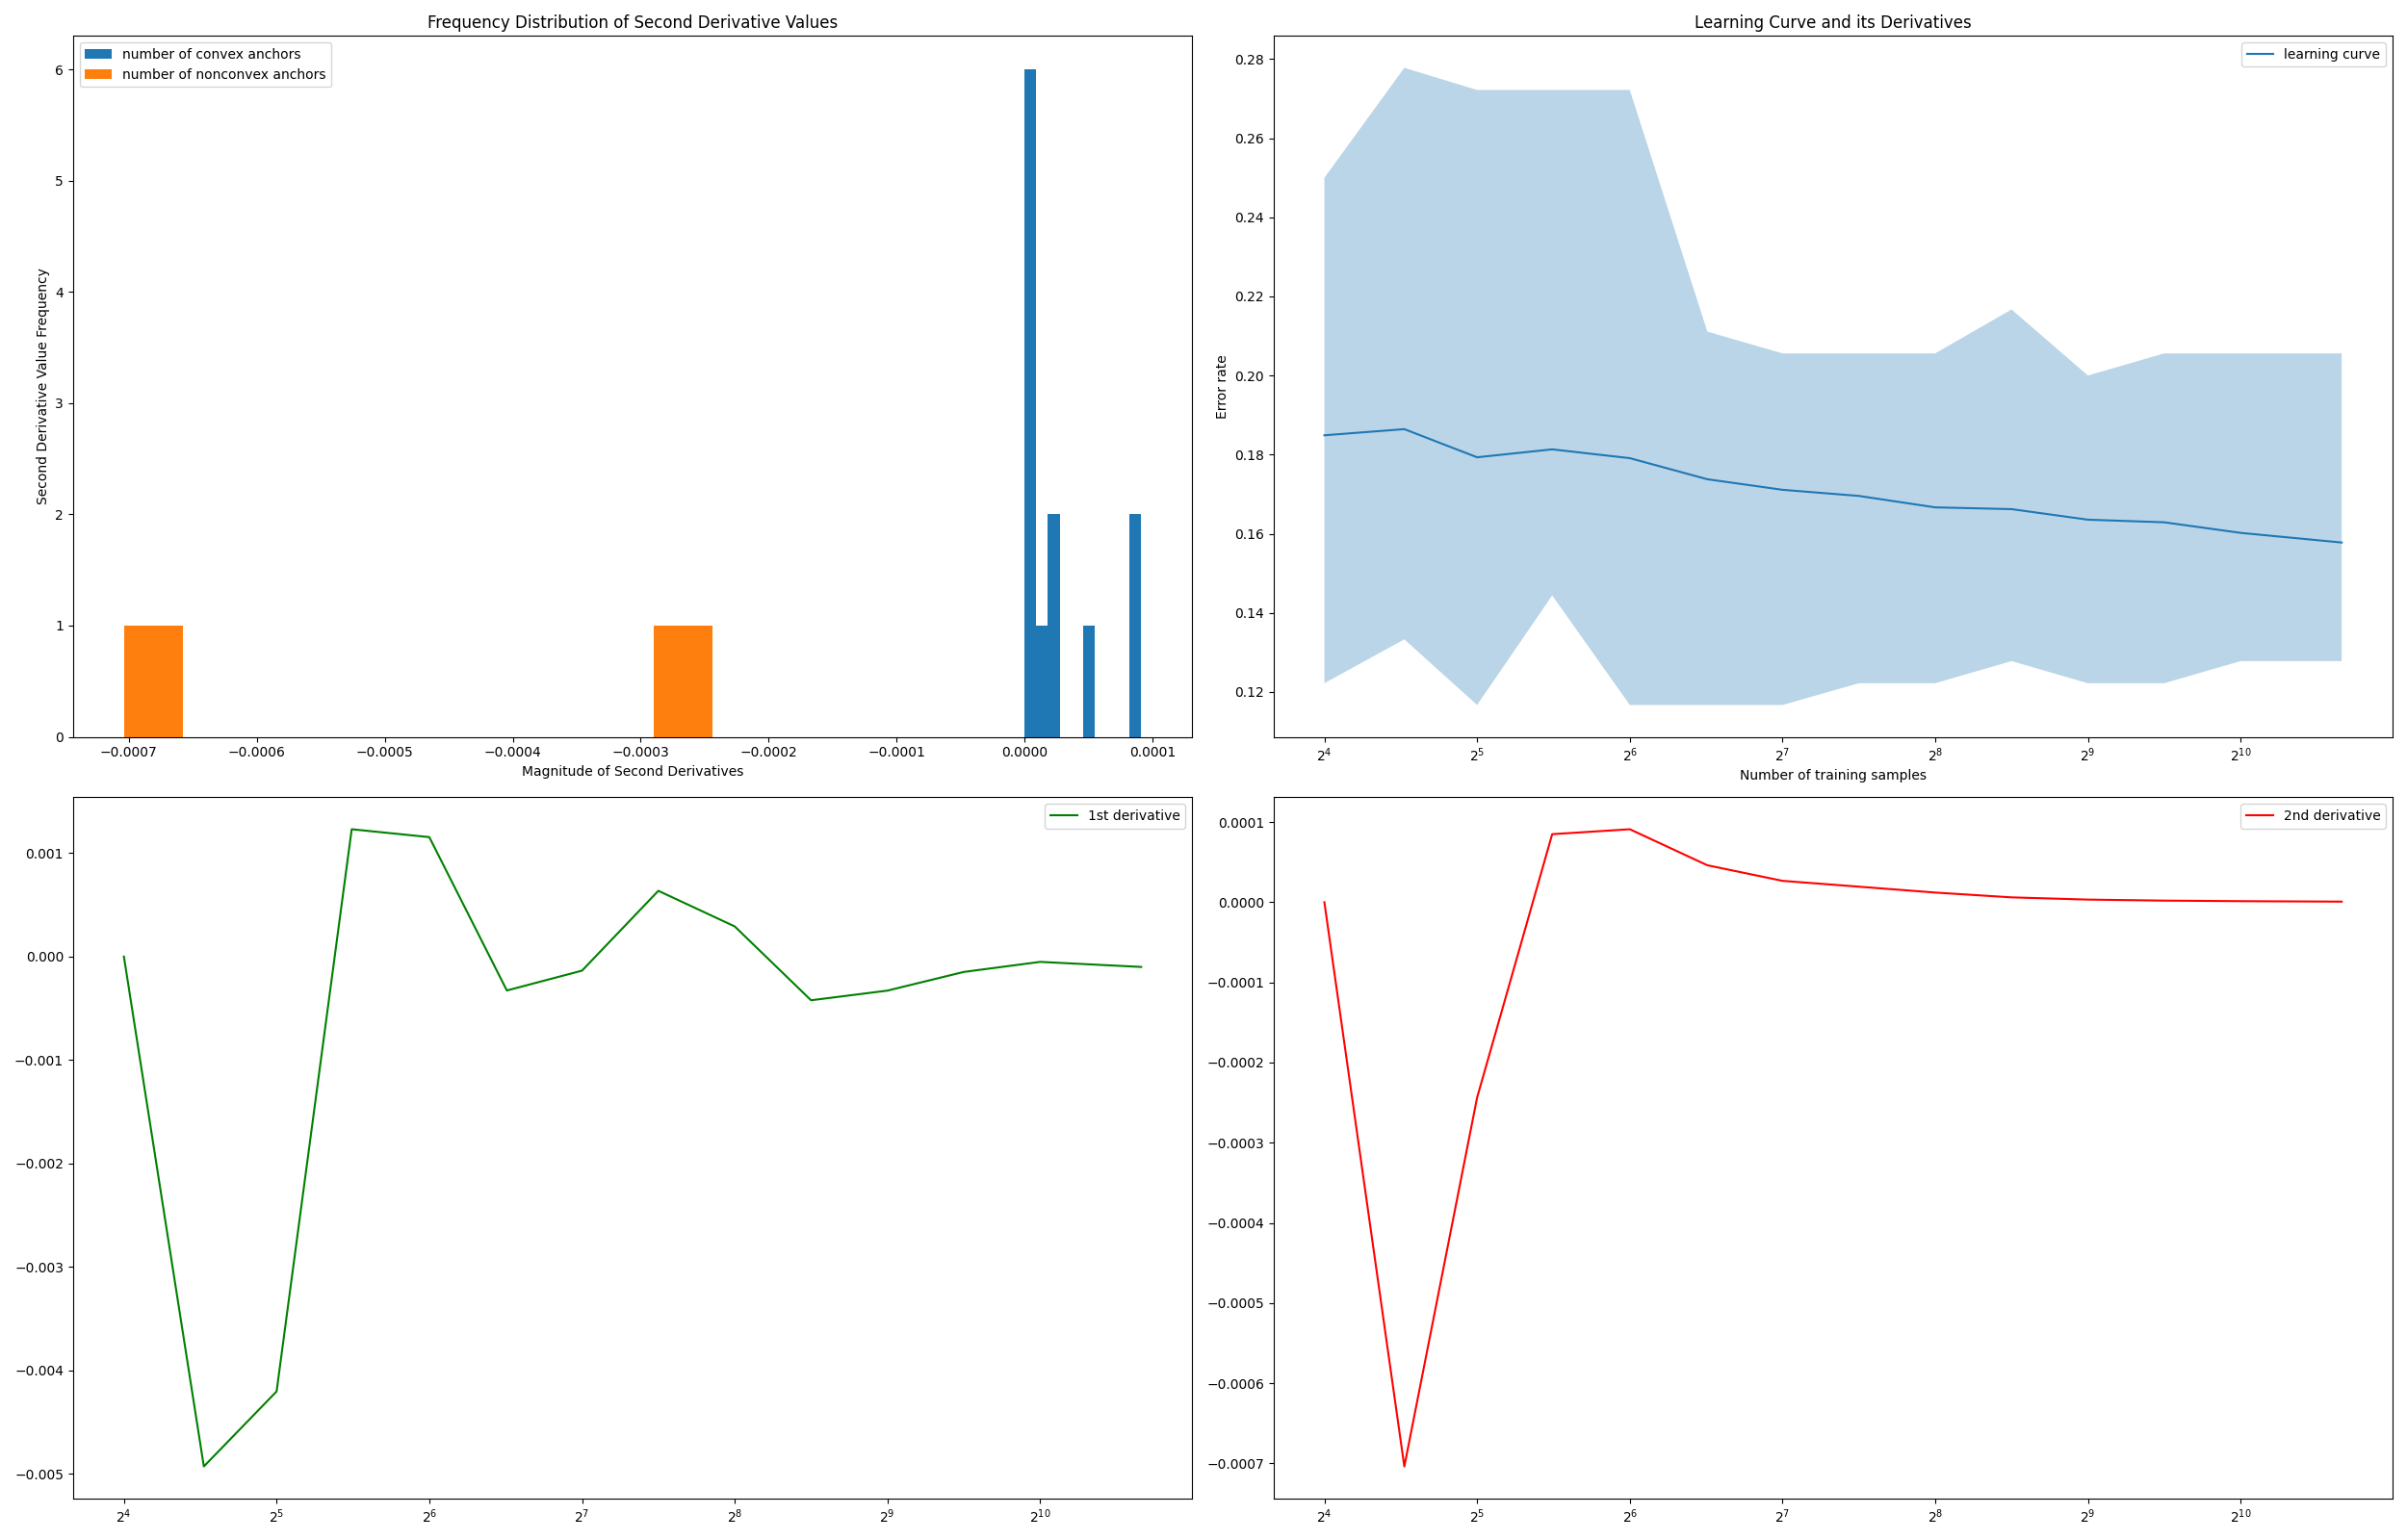 Frequency Distribution of Second Derivative Values
number of convex anchors
number of nonconvex anchors
6
5
4
3
2
1
0
Second Derivative Value Frequency
−0.0007 −0.0006 −0.0005 −0.0004 −0.0003 −0.0002 −0.0001 0.0000 0.0001
Magnitude of Second Derivatives
Learning Curve and its Derivatives
learning curve
0.28
0.26
0.24
0.22
0.20
0.18
0.16
0.14
0.12
Error rate
2⁴ 2⁵ 2⁶ 2⁷ 2⁸ 2⁹ 2¹⁰
Number of training samples
1st derivative
0.001
0.000
−0.001
−0.002
−0.003
−0.004
−0.005
2⁴ 2⁵ 2⁶ 2⁷ 2⁸ 2⁹ 2¹⁰
2nd derivative
0.0001
0.0000
−0.0001
−0.0002
−0.0003
−0.0004
−0.0005
−0.0006
−0.0007
2⁴ 2⁵ 2⁶ 2⁷ 2⁸ 2⁹ 2¹⁰